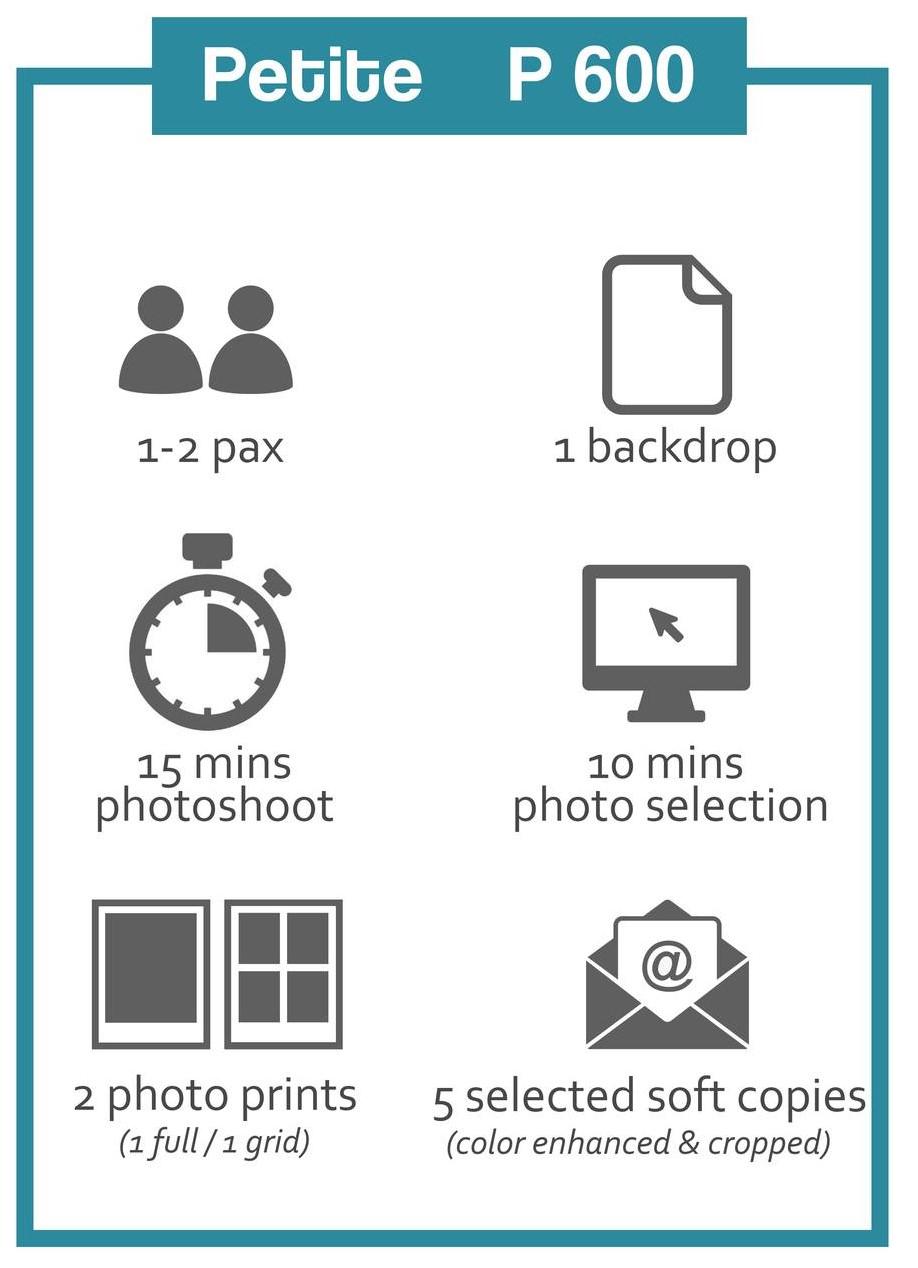 Petite P 600
1-2 pax
1 backdrop
15 mins
photoshoot
10 mins
photo selection
@
2 photo prints
(1 full / 1 grid)
5 selected soft copies
(color enhanced & cropped)